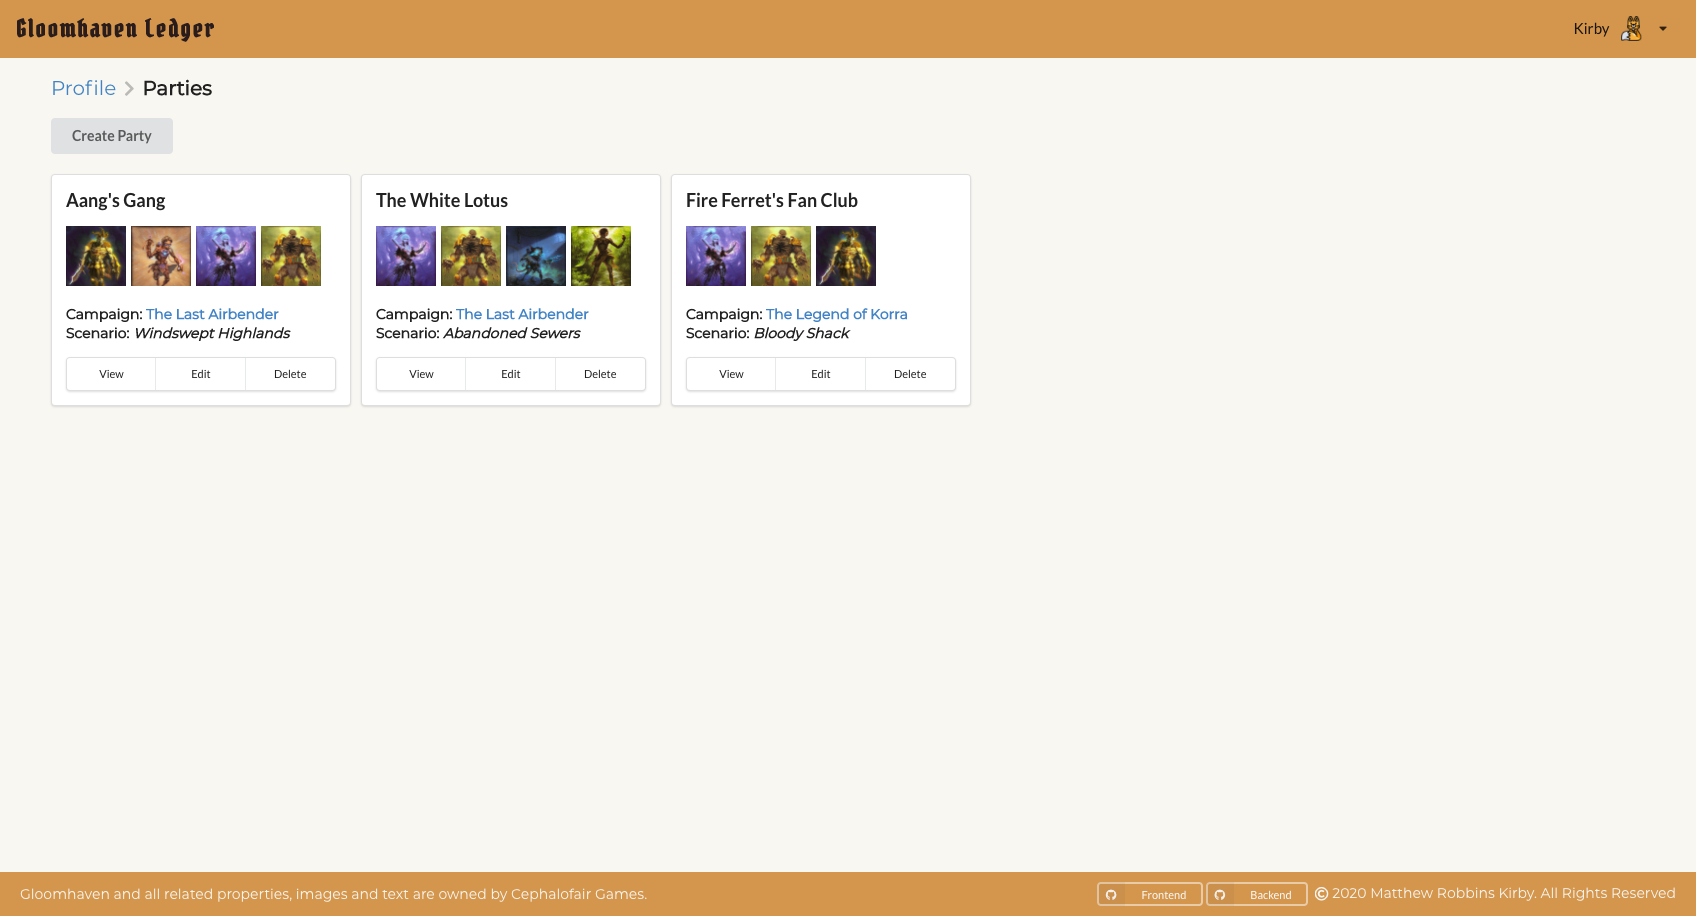 Gloomhaven Ledger
Kirby
Profile Parties
Create Party
Aang's Gang
Campaign: The Last Airbender
Scenario: Windswept Highlands
View Edit Delete
The White Lotus
Campaign: The Last Airbender
Scenario: Abandoned Sewers
View Edit Delete
Fire Ferret's Fan Club
Campaign: The Legend of Korra
Scenario: Bloody Shack
View Edit Delete
Gloomhaven and all related properties, images and text are owned by Cephalofair Games.
Frontend Backend © 2020 Matthew Robbins Kirby. All Rights Reserved